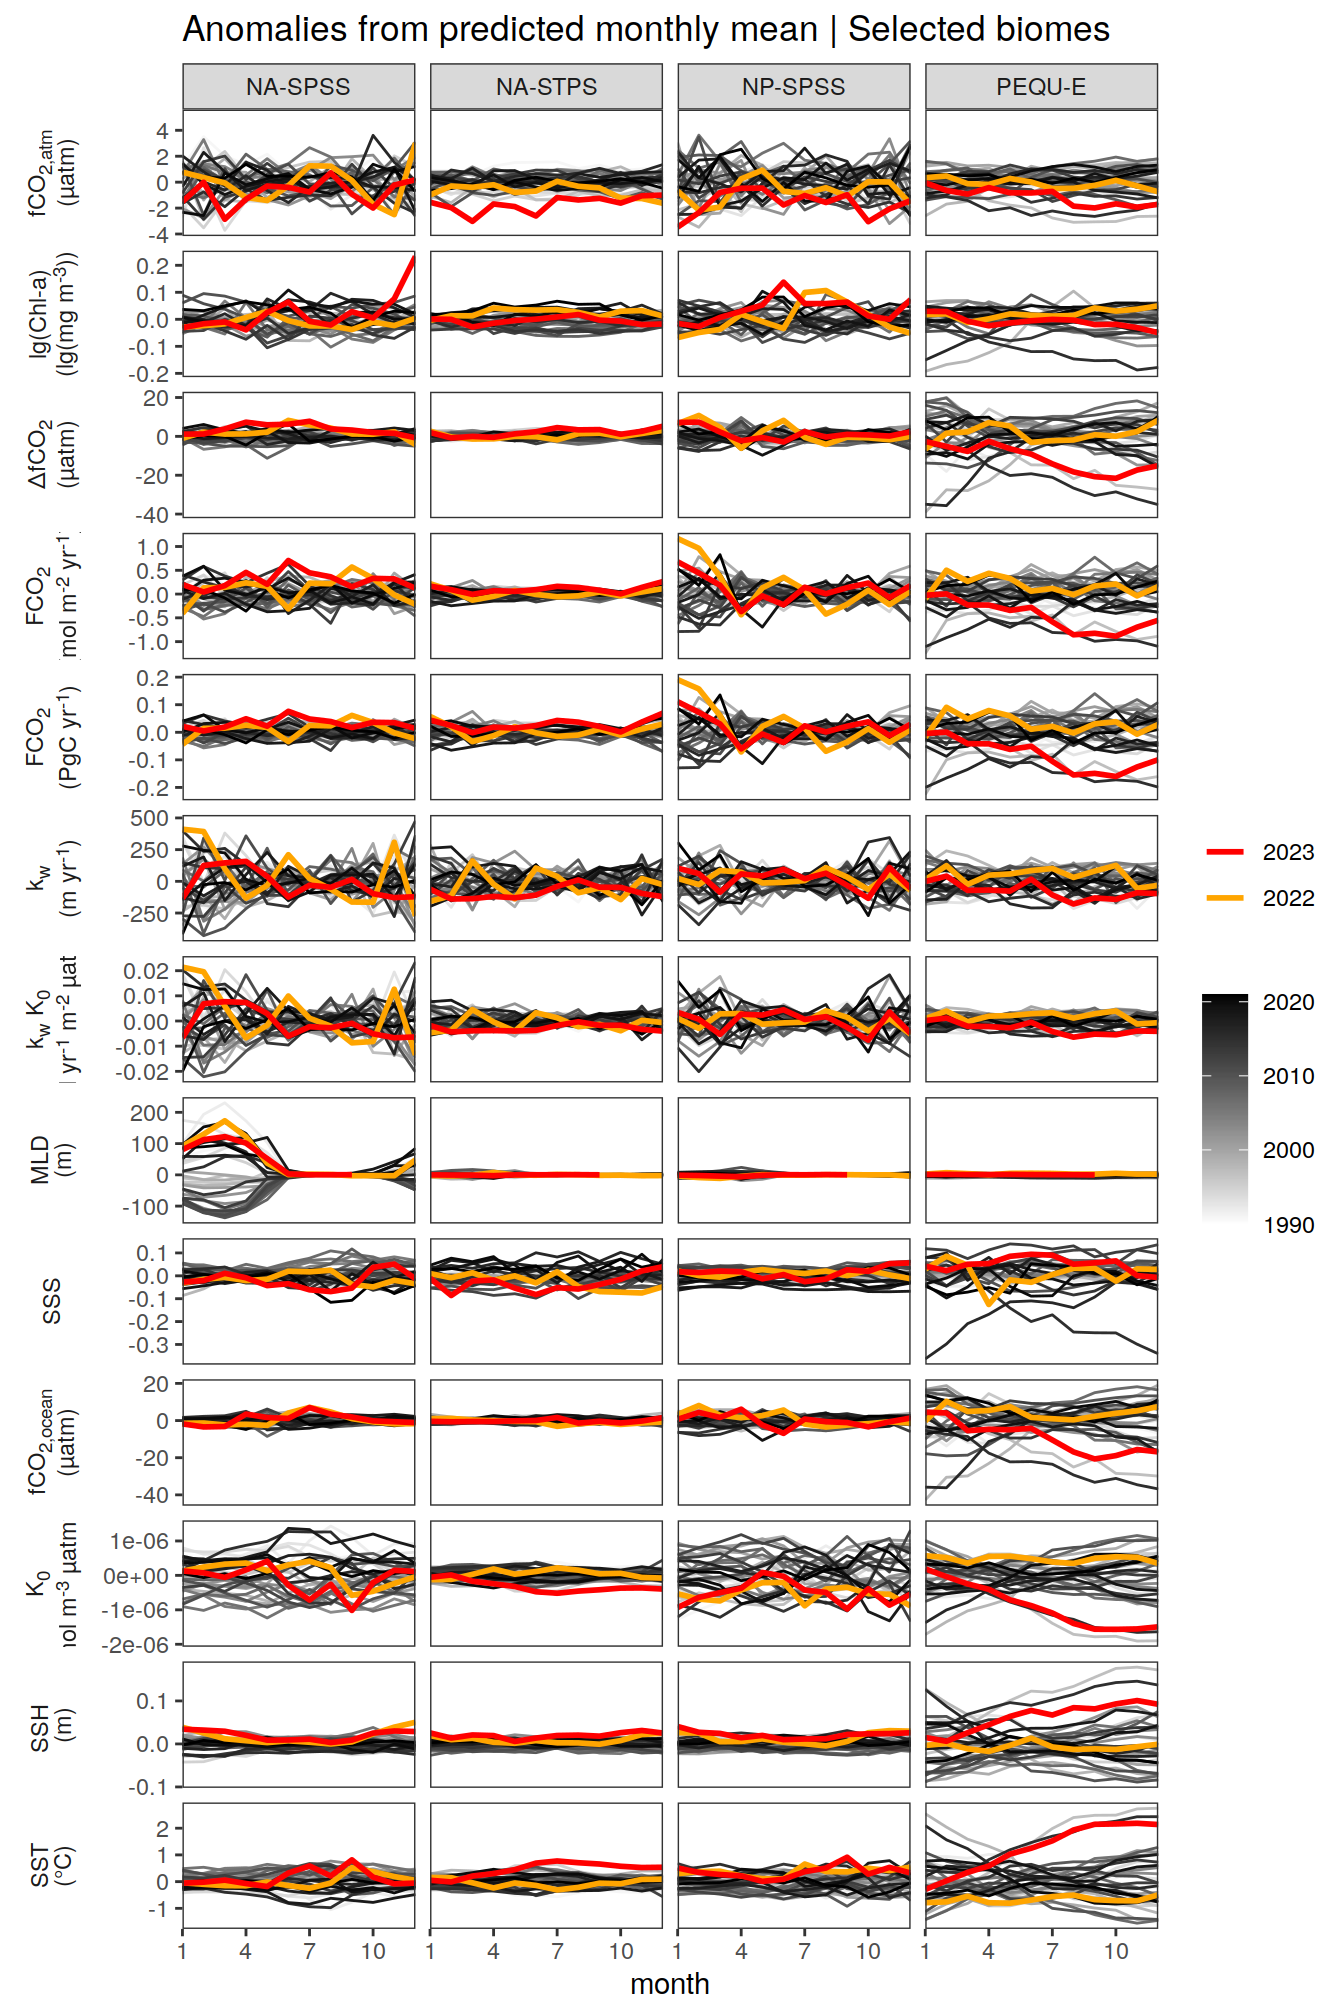 Anomalies from predicted monthly mean | Selected biomes
NA-SPSS NA-STPS NP-SPSS PEQU-E
fCO2,atm
(µatm)
4
2
0
-2
-4
lg(Chl-a)
(lg(mg m-3))
0.2
0.1
0.0
-0.1
-0.2
ΔfCO2
(µatm)
20
0
-20
-40
FCO2
mol m-2 yr-1
1.0
0.5
0.0
-0.5
-1.0
FCO2
(PgC yr-1)
0.2
0.1
0.0
-0.1
-0.2
kw
(m yr-1)
500
250
0
-250
kw K0
yr-1 m-2 µat
0.02
0.01
0.00
-0.01
-0.02
MLD
(m)
200
100
0
-100
SSS
0.1
0.0
-0.1
-0.2
-0.3
fCO2,ocean
(µatm)
20
0
-20
-40
K0
ol m-3 µatm
1e-06
0e+00
-1e-06
-2e-06
SSH
(m)
0.1
0.0
-0.1
SST
(°C)
2
1
0
-1
1 4 7 10 1 4 7 10 1 4 7 10 1 4 7 10
month
2023
2022
2020
2010
2000
1990